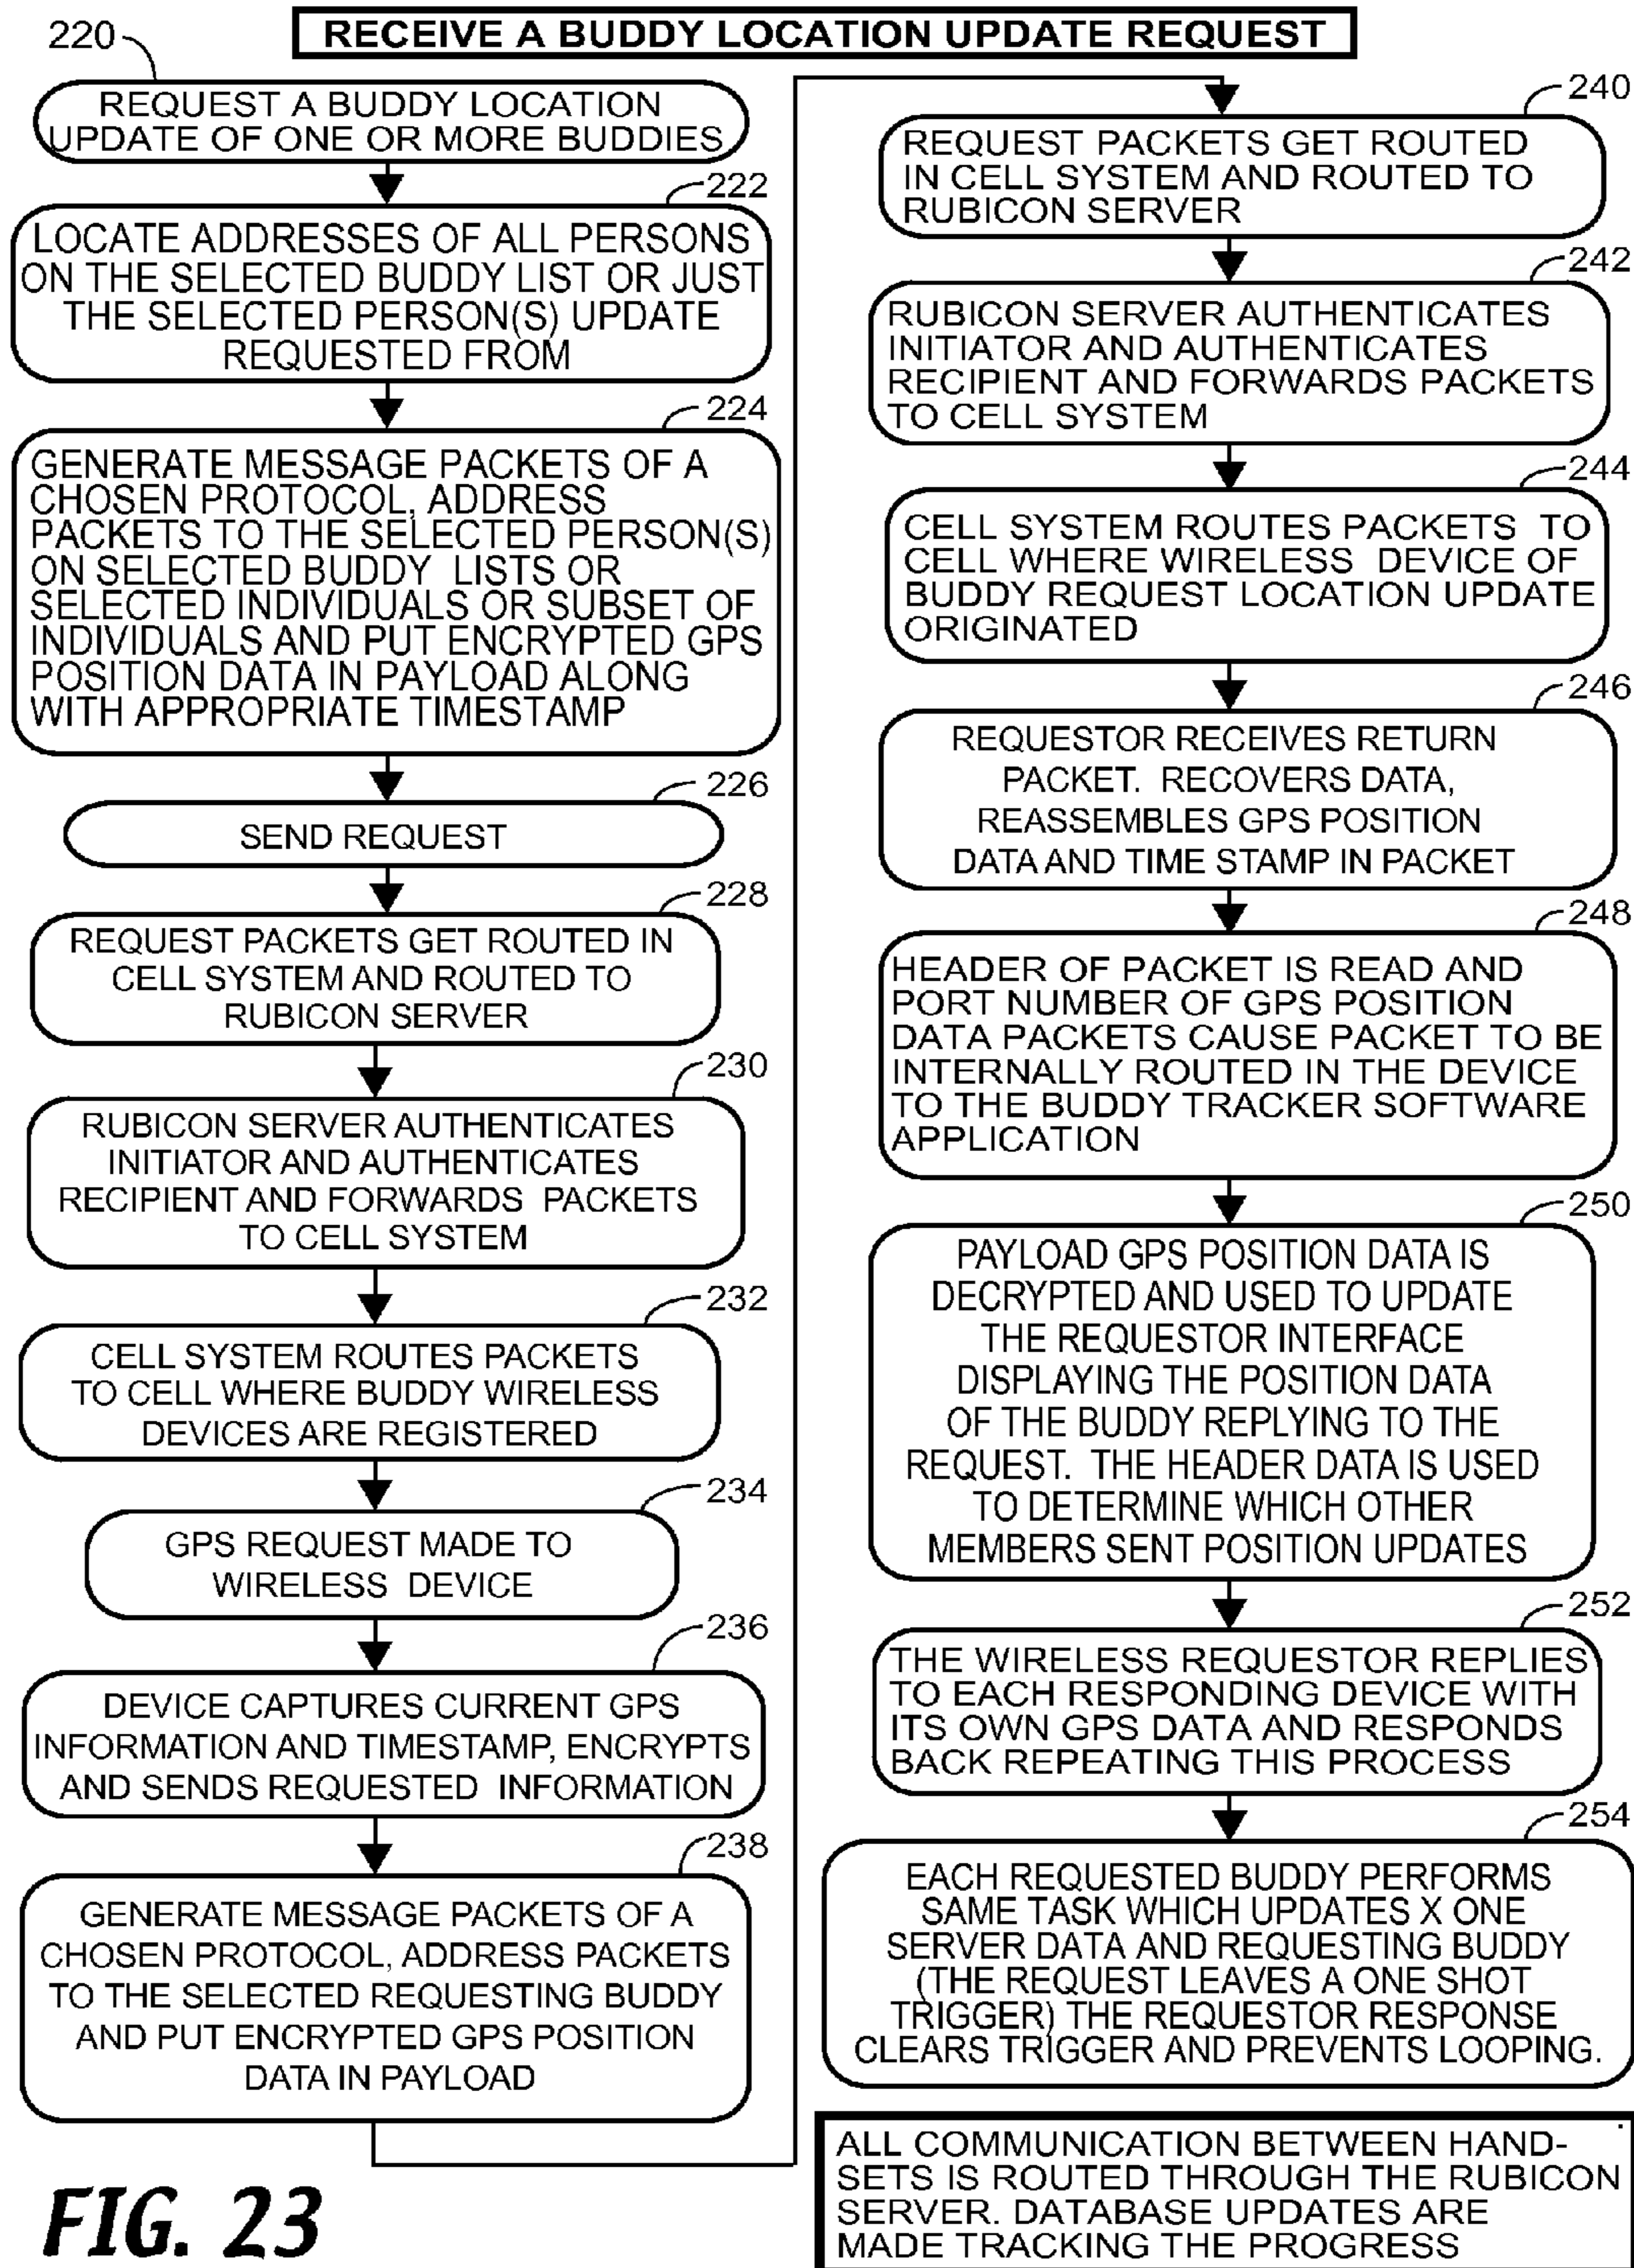 RECEIVE A BUDDY LOCATION UPDATE REQUEST
220
REQUEST A BUDDY LOCATION
UPDATE OF ONE OR MORE BUDDIES
222
LOCATE ADDRESSES OF ALL PERSONS
ON THE SELECTED BUDDY LIST OR JUST
THE SELECTED PERSON(S) UPDATE
REQUESTED FROM
224
GENERATE MESSAGE PACKETS OF A
CHOSEN PROTOCOL, ADDRESS
PACKETS TO THE SELECTED PERSON(S)
ON SELECTED BUDDY LISTS OR
SELECTED INDIVIDUALS OR SUBSET OF
INDIVIDUALS AND PUT ENCRYPTED GPS
POSITION DATA IN PAYLOAD ALONG
WITH APPROPRIATE TIMESTAMP
226
SEND REQUEST
228
REQUEST PACKETS GET ROUTED IN
CELL SYSTEM AND ROUTED TO
RUBICON SERVER
230
RUBICON SERVER AUTHENTICATES
INITIATOR AND AUTHENTICATES
RECIPIENT AND FORWARDS PACKETS
TO CELL SYSTEM
232
CELL SYSTEM ROUTES PACKETS
TO CELL WHERE BUDDY WIRELESS
DEVICES ARE REGISTERED
234
GPS REQUEST MADE TO
WIRELESS DEVICE
236
DEVICE CAPTURES CURRENT GPS
INFORMATION AND TIMESTAMP, ENCRYPTS
AND SENDS REQUESTED INFORMATION
238
GENERATE MESSAGE PACKETS OF A
CHOSEN PROTOCOL, ADDRESS PACKETS
TO THE SELECTED REQUESTING BUDDY
AND PUT ENCRYPTED GPS POSITION
DATA IN PAYLOAD
240
REQUEST PACKETS GET ROUTED
IN CELL SYSTEM AND ROUTED TO
RUBICON SERVER
242
RUBICON SERVER AUTHENTICATES
INITIATOR AND AUTHENTICATES
RECIPIENT AND FORWARDS PACKETS
TO CELL SYSTEM
244
CELL SYSTEM ROUTES PACKETS TO
CELL WHERE WIRELESS DEVICE OF
BUDDY REQUEST LOCATION UPDATE
ORIGINATED
246
REQUESTOR RECEIVES RETURN
PACKET. RECOVERS DATA,
REASSEMBLES GPS POSITION
DATA AND TIME STAMP IN PACKET
248
HEADER OF PACKET IS READ AND
PORT NUMBER OF GPS POSITION
DATA PACKETS CAUSE PACKET TO BE
INTERNALLY ROUTED IN THE DEVICE
TO THE BUDDY TRACKER SOFTWARE
APPLICATION
250
PAYLOAD GPS POSITION DATA IS
DECRYPTED AND USED TO UPDATE
THE REQUESTOR INTERFACE
DISPLAYING THE POSITION DATA
OF THE BUDDY REPLYING TO THE
REQUEST. THE HEADER DATA IS USED
TO DETERMINE WHICH OTHER
MEMBERS SENT POSITION UPDATES
252
THE WIRELESS REQUESTOR REPLIES
TO EACH RESPONDING DEVICE WITH
ITS OWN GPS DATA AND RESPONDS
BACK REPEATING THIS PROCESS
254
EACH REQUESTED BUDDY PERFORMS
SAME TASK WHICH UPDATES X ONE
SERVER DATA AND REQUESTING BUDDY
(THE REQUEST LEAVES A ONE SHOT
TRIGGER) THE REQUESTOR RESPONSE
CLEARS TRIGGER AND PREVENTS LOOPING.
ALL COMMUNICATION BETWEEN HAND-
SETS IS ROUTED THROUGH THE RUBICON
SERVER. DATABASE UPDATES ARE
MADE TRACKING THE PROGRESS
FIG. 23